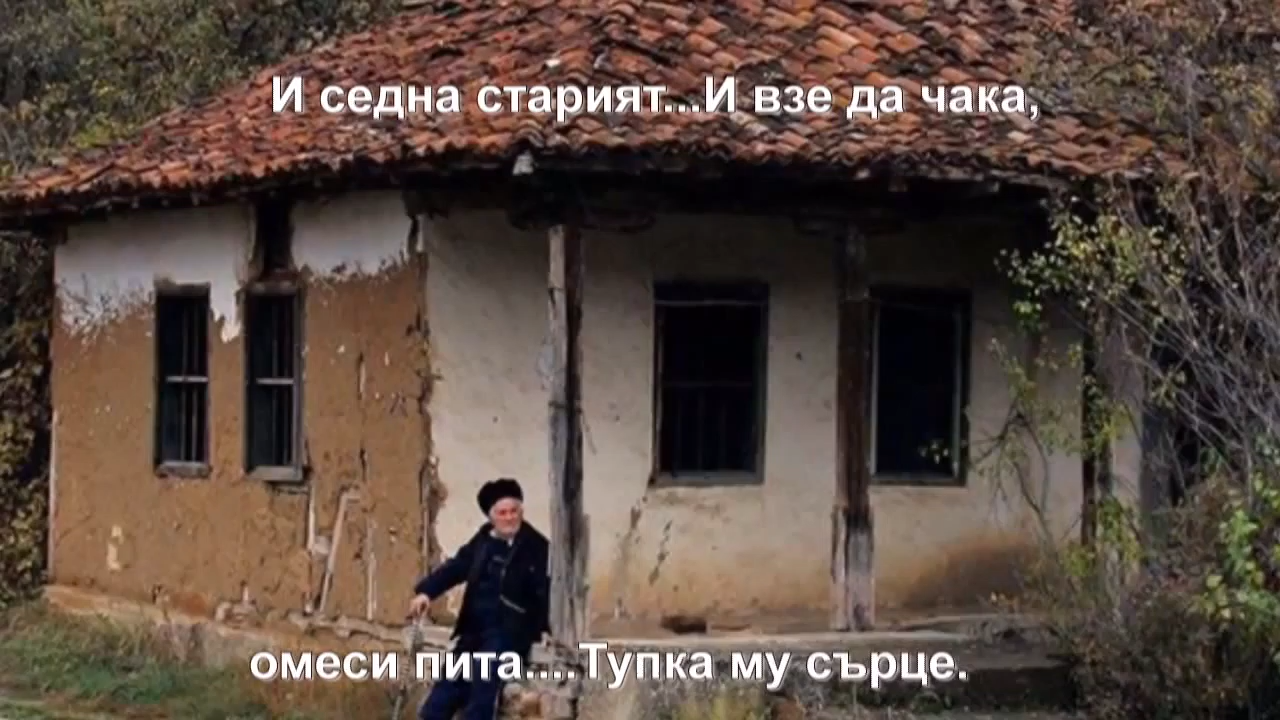 И седна старият...И взе да чака,
омеси пита....Тупка му сърце.